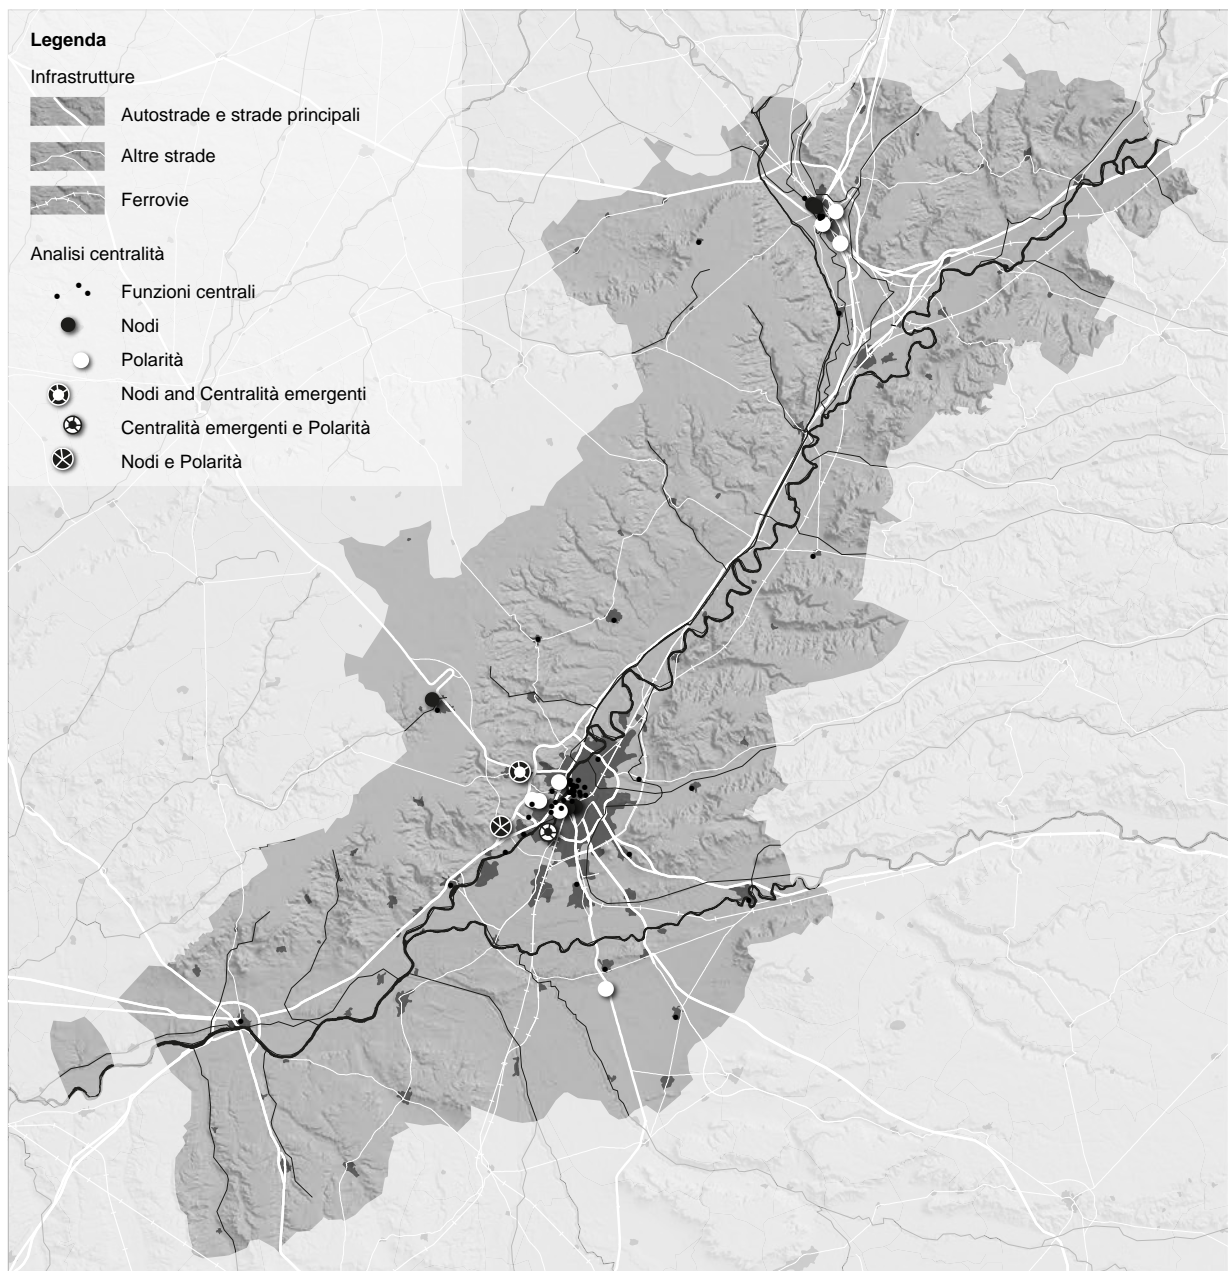 Legenda
Infrastrutture
Autostrade e strade principali
Altre strade
Ferrovie
Analisi centralità
Funzioni centrali
Nodi
Polarità
Nodi and Centralità emergenti
Centralità emergenti e Polarità
Nodi e Polarità